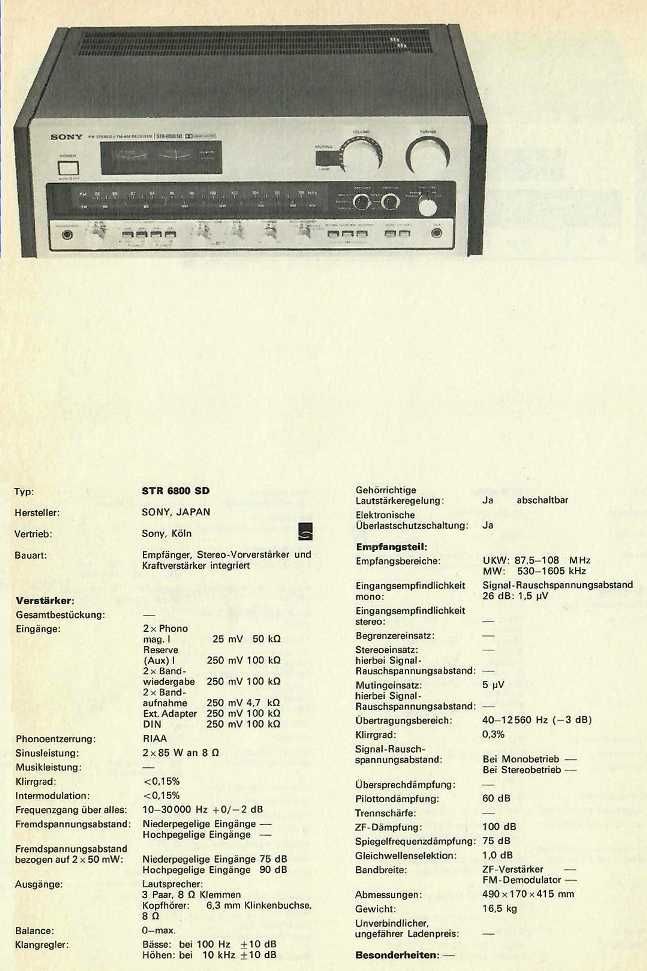 SONY
STR-6800 SD
POWER
VOLUME
TUNING
MUTING
Typ: STR 6800 SD
Hersteller: SONY, JAPAN
Vertrieb: Sony, Köln
Bauart: Empfänger, Stereo-Vorverstärker und
Kraftverstärker integriert
Verstärker:
Gesamtbestückung: —
Eingänge: 2 × Phono
mag. I 25 mV 50 kΩ
Reserve
(Aux) I 250 mV 100 kΩ
2 × Band-
wiedergabe 250 mV 100 kΩ
2 × Band-
aufnahme 250 mV 4,7 kΩ
Ext. Adapter 250 mV 100 kΩ
DIN 250 mV 100 kΩ
Phonoentzerrung: RIAA
Sinusleistung: 2 × 85 W an 8 Ω
Musikleistung: —
Klirrgrad: <0,15%
Intermodulation: <0,15%
Frequenzgang über alles: 10–30000 Hz +0/−2 dB
Fremdspannungsabstand: Niederpegelige Eingänge —
Hochpegelige Eingänge —
Fremdspannungsabstand
bezogen auf 2 × 50 mW: Niederpegelige Eingänge 75 dB
Hochpegelige Eingänge 90 dB
Ausgänge: Lautsprecher:
3 Paar, 8 Ω Klemmen
Kopfhörer: 6,3 mm Klinkenbuchse,
8 Ω
Balance: 0–max.
Klangregler: Bässe: bei 100 Hz ±10 dB
Höhen: bei 10 kHz ±10 dB
Gehörrichtige
Lautstärkeregelung: Ja abschaltbar
Elektronische
Überlastschutzschaltung: Ja
Empfangsteil:
Empfangsbereiche: UKW: 87,5–108 MHz
MW: 530–1605 kHz
Eingangsempfindlichkeit Signal-Rauschspannungsabstand
mono: 26 dB: 1,5 µV
Eingangsempfindlichkeit
stereo: —
Begrenzereinsatz: —
Stereoeinsatz: —
hierbei Signal-
Rauschspannungsabstand: —
Mutingeinsatz: 5 µV
hierbei Signal-
Rauschspannungsabstand: —
Übertragungsbereich: 40–12560 Hz (−3 dB)
Klirrgrad: 0,3%
Signal-Rausch-
spannungsabstand: Bei Monobetrieb —
Bei Stereobetrieb —
Übersprechdämpfung: —
Pilottondämpfung: 60 dB
Trennschärfe: —
ZF-Dämpfung: 100 dB
Spiegelfrequenzdämpfung: 75 dB
Gleichwellenselektion: 1,0 dB
Bandbreite: ZF-Verstärker —
FM-Demodulator —
Abmessungen: 490 × 170 × 415 mm
Gewicht: 16,5 kg
Unverbindlicher,
ungefährer Ladenpreis: —
Besonderheiten: —